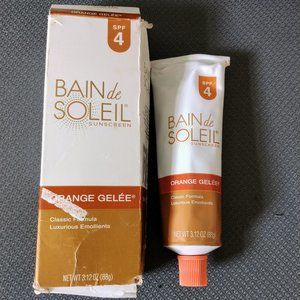 SPF
4
BAIN de
SOLEIL®
SUNSCREEN
ORANGE GELÉE®
Classic Formula
Luxurious Emollients
NET WT 3.12 OZ (88g)
SPF
4
BAIN de
SOLEIL®
SUNSCREEN
ORANGE GELÉE®
Classic Formula
Luxurious Emollients
NET WT 3.12 OZ (88g)